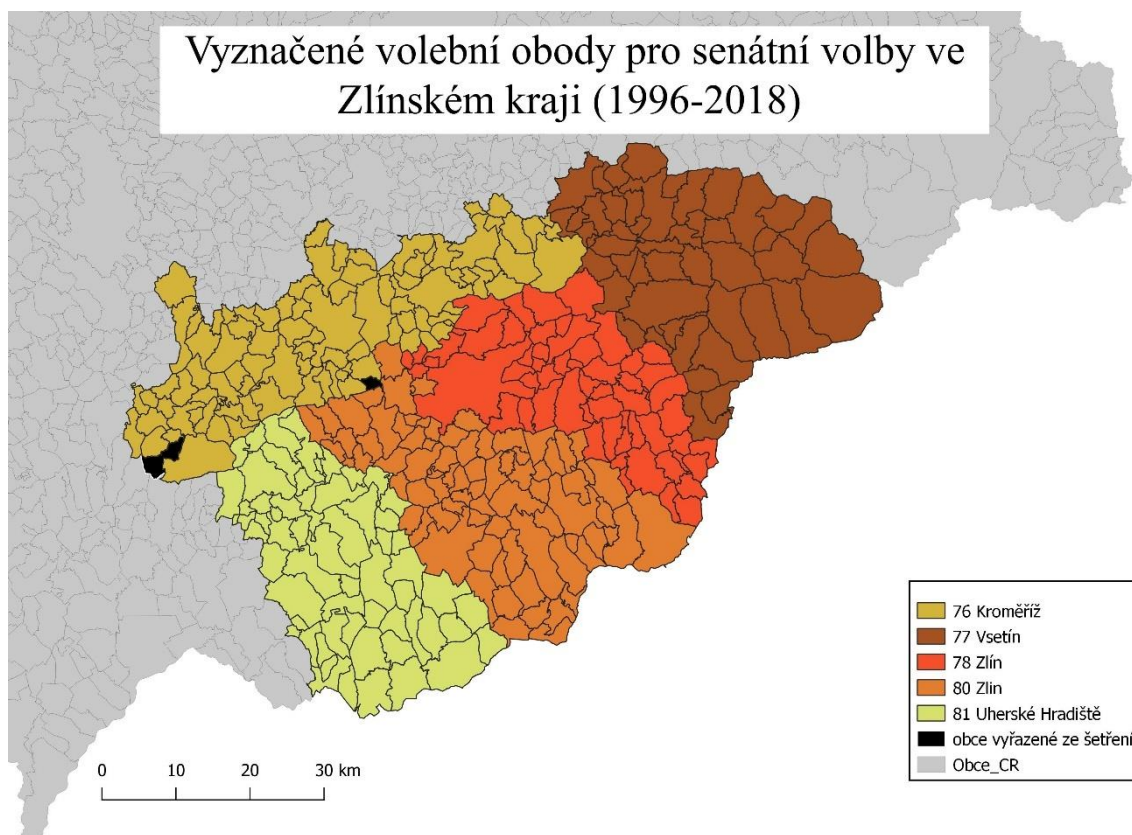 Vyznačené volební obody pro senátní volby ve
Zlínském kraji (1996-2018)
76 Kroměříž
77 Vsetín
78 Zlín
80 Zlin
81 Uherské Hradiště
obce vyřazené ze šetření
Obce_CR
0 10 20 30 km